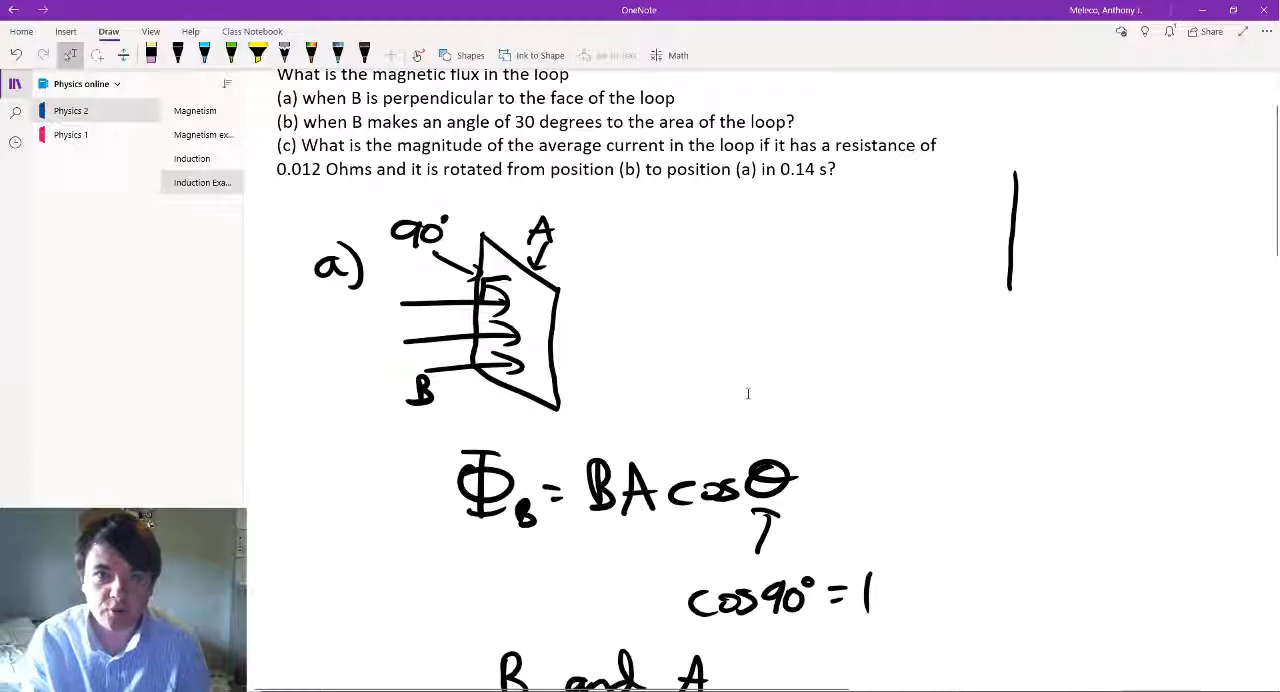 OneNote
Meleco, Anthony J.
Home Insert Draw View Help Class Notebook
Share
Shapes Ink to Shape Ink to Text Math
Physics online
Physics 2
Physics 1
Magnetism
Magnetism ex...
Induction
Induction Exa...
What is the magnetic flux in the loop
(a) when B is perpendicular to the face of the loop
(b) when B makes an angle of 30 degrees to the area of the loop?
(c) What is the magnitude of the average current in the loop if it has a resistance of
0.012 Ohms and it is rotated from position (b) to position (a) in 0.14 s?
a)
90°
A
B
Φ_B = BA cos θ
cos 90° = 1
B and A